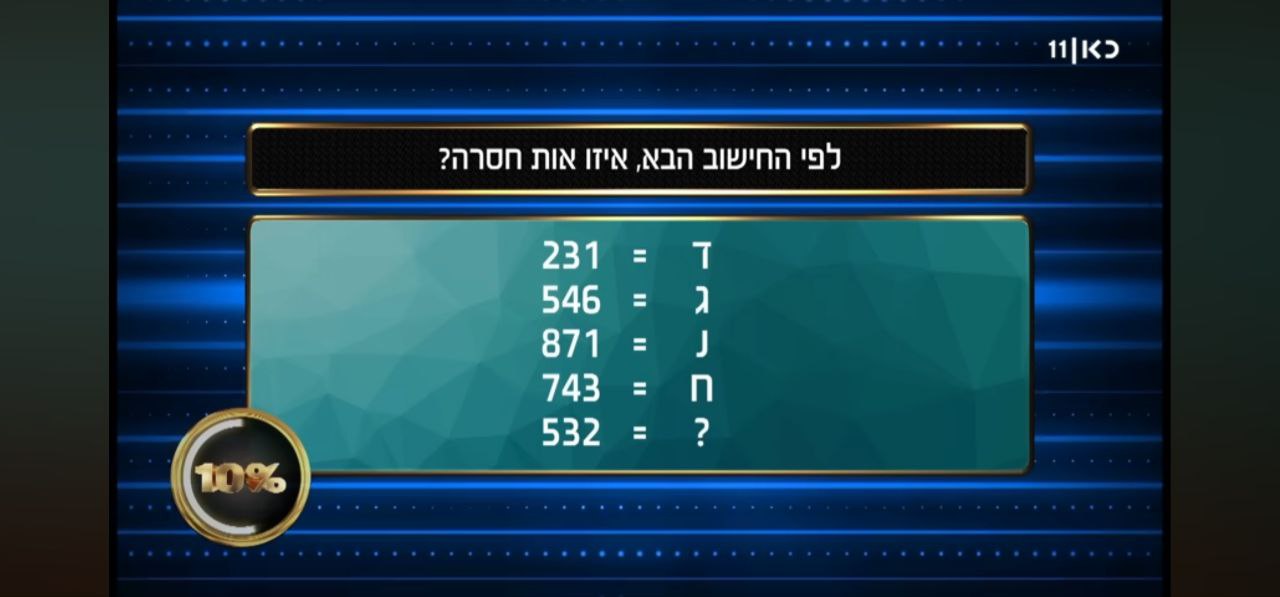 כאן|11
לפי החישוב הבא, איזו אות חסרה?
ד = 231
ג = 546
נ = 871
ח = 743
? = 532
10%